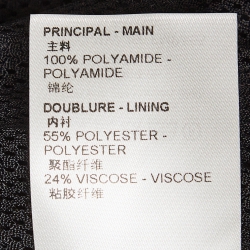 PRINCIPAL - MAIN
主料
100% POLYAMIDE -
POLYAMIDE
锦纶
DOUBLURE - LINING
内衬
55% POLYESTER -
POLYESTER
聚酯纤维
24% VISCOSE - VISCOSE
粘胶纤维